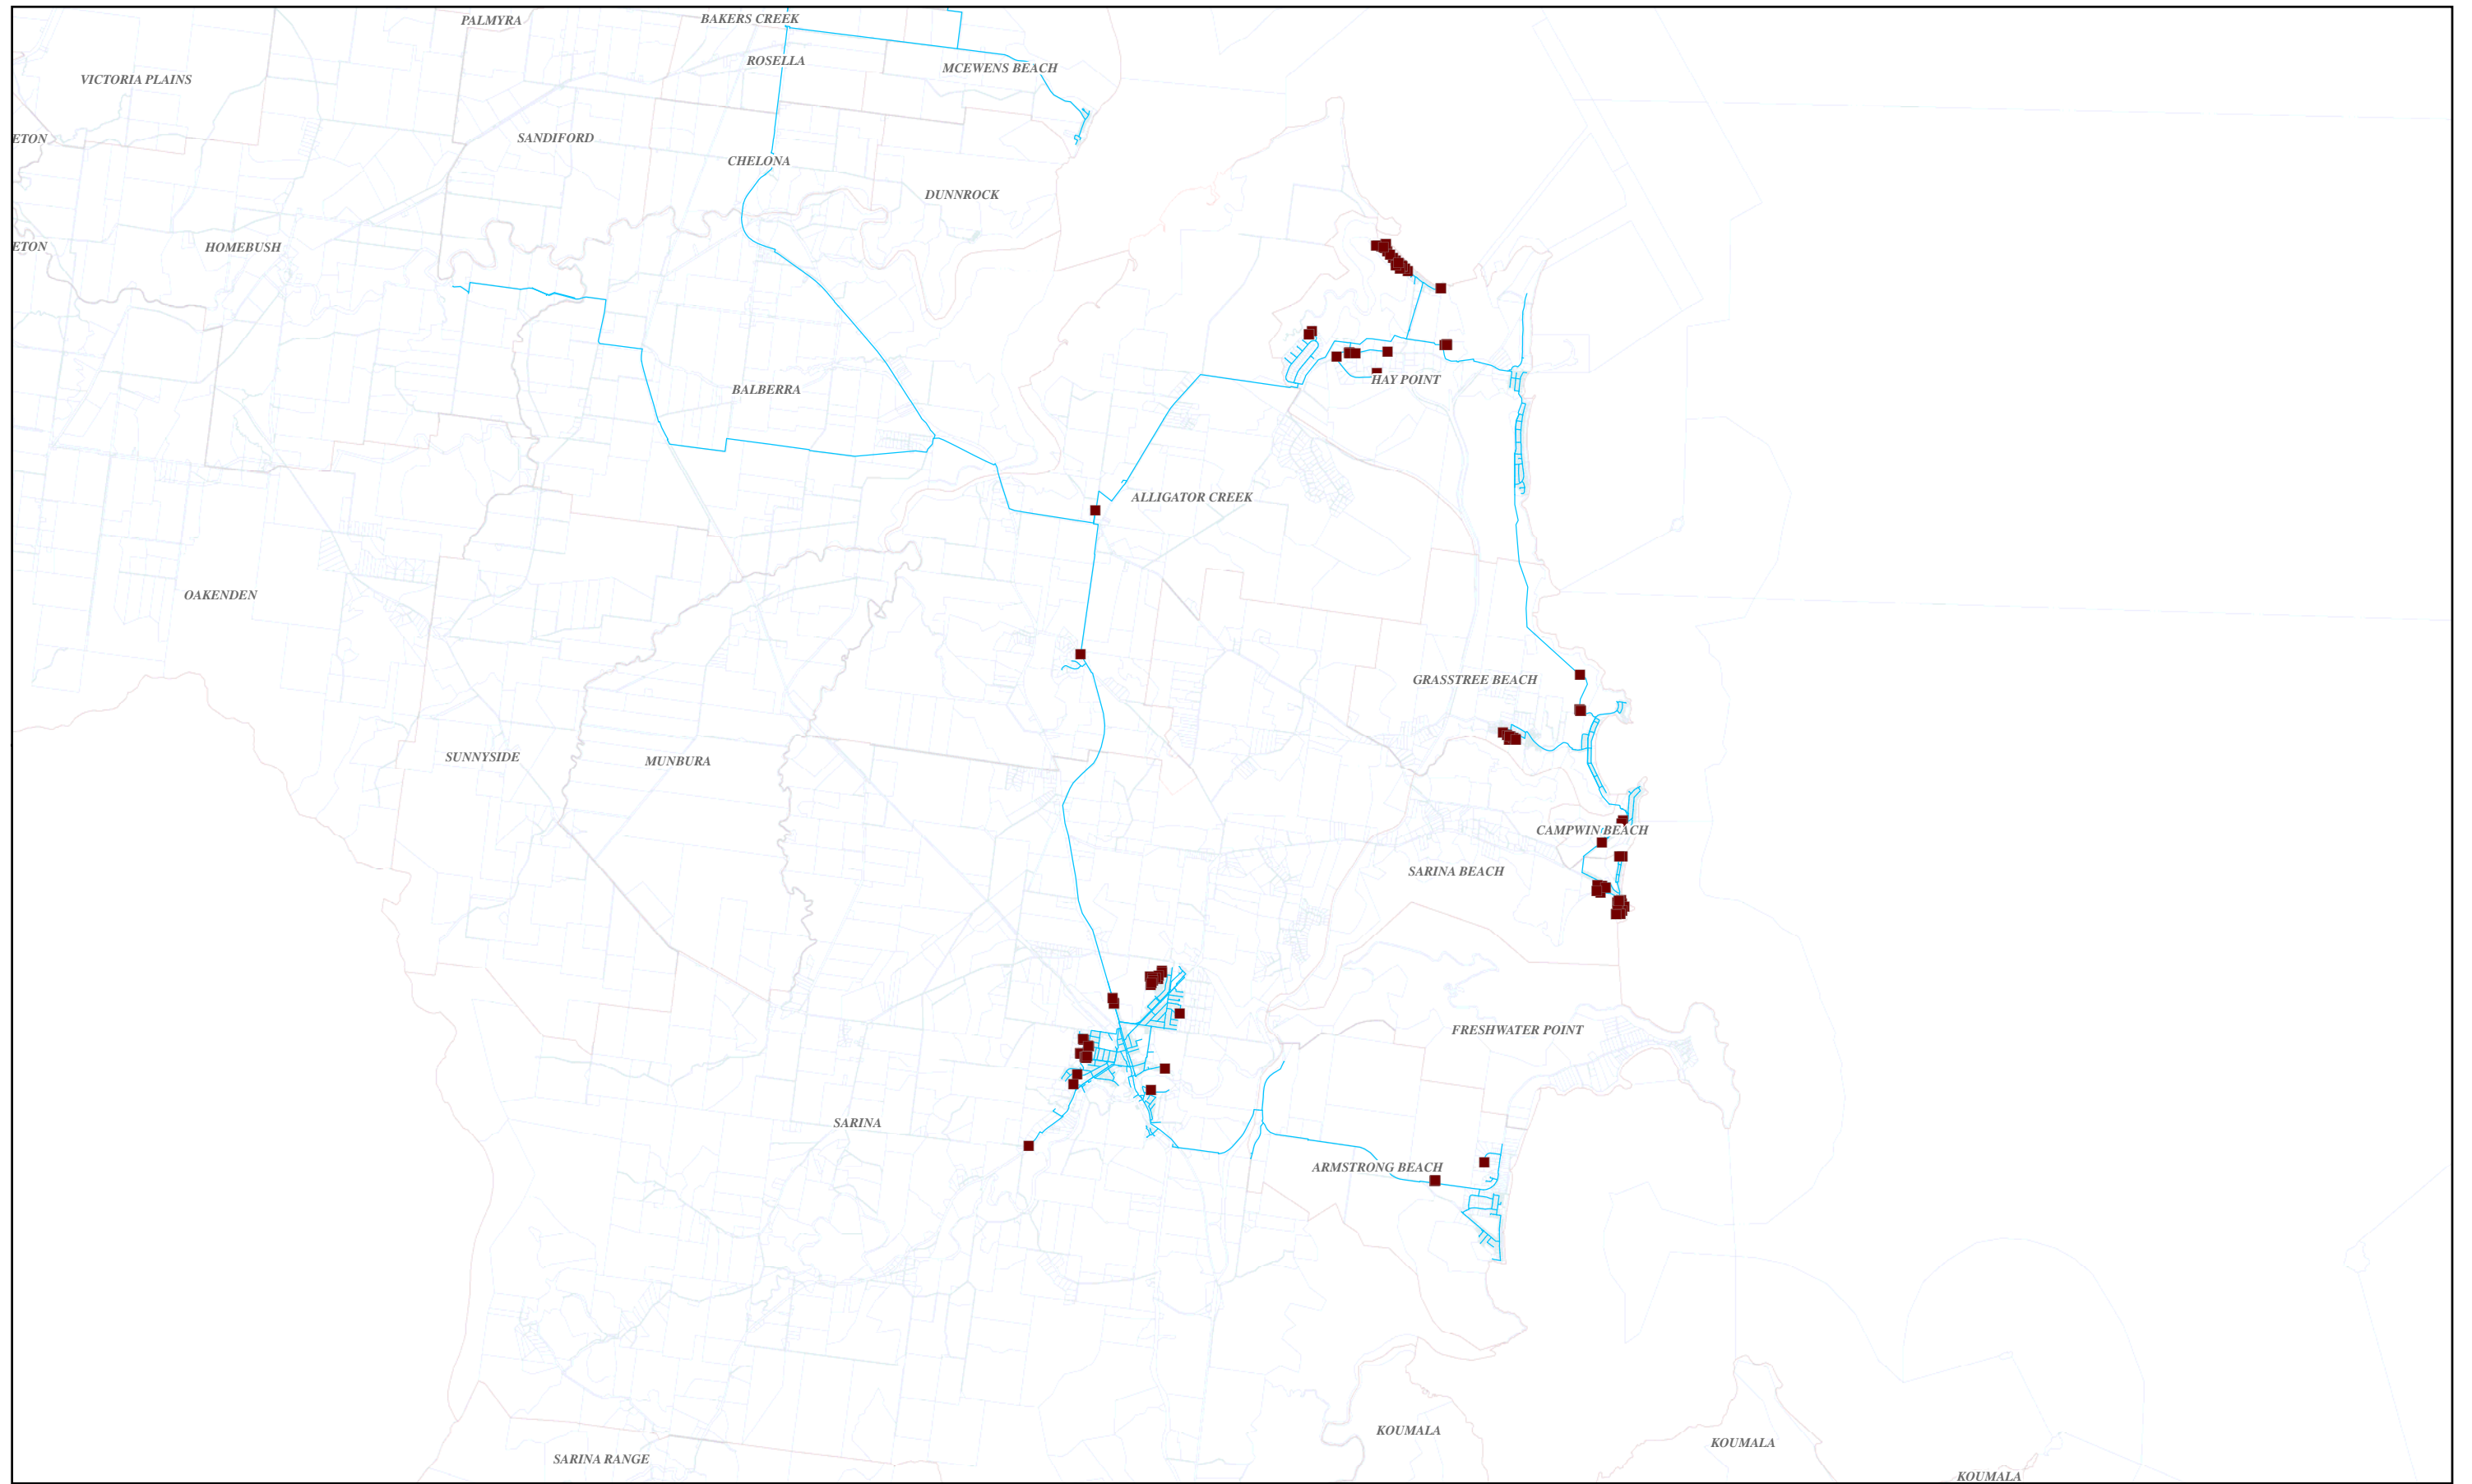 BAKERS CREEK
PALMYRA
ROSELLA
MCEWENS BEACH
VICTORIA PLAINS
ETON
SANDIFORD
CHELONA
DUNNROCK
ETON
HOMEBUSH
HAY POINT
BALBERRA
ALLIGATOR CREEK
OAKENDEN
GRASSTREE BEACH
SUNNYSIDE
MUNBURA
CAMPWIN BEACH
SARINA BEACH
FRESHWATER POINT
SARINA
ARMSTRONG BEACH
KOUMALA
KOUMALA
SARINA RANGE
KOUMALA